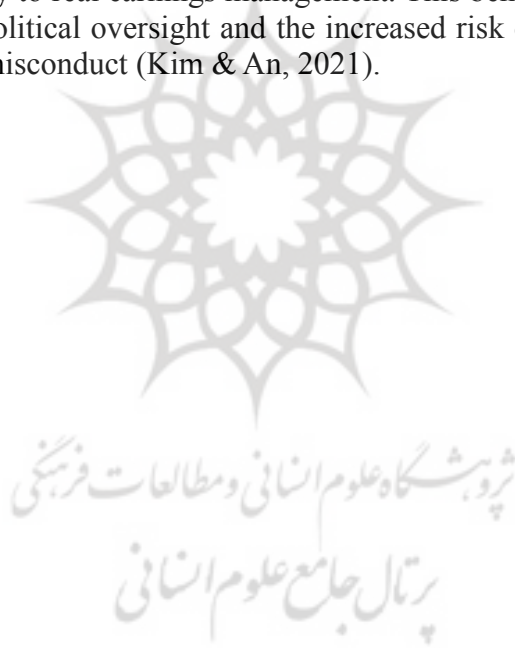 y to real earnings management. This
olitical oversight and the increased risk
nisconduct (Kim & An, 2021).
پژوهشگاه علوم انسانی و مطالعات فرهنگی
پرتال جامع علوم انسانی